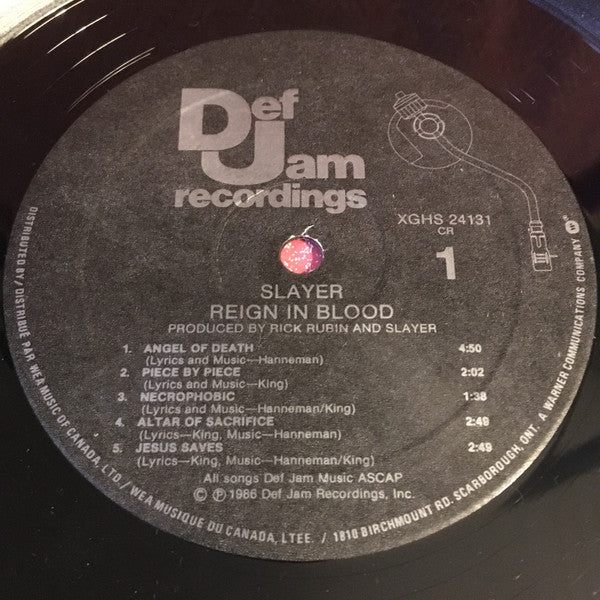 Def
Jam
recordings
XGHS 24131
CR
1
SLAYER
REIGN IN BLOOD
PRODUCED BY RICK RUBIN AND SLAYER
1. ANGEL OF DEATH 4:50
(Lyrics and Music—Hanneman)
2. PIECE BY PIECE 2:02
(Lyrics and Music—King)
3. NECROPHOBIC 1:38
(Lyrics and Music—Hanneman/King)
4. ALTAR OF SACRIFICE 2:49
(Lyrics—King, Music—Hanneman)
5. JESUS SAVES 2:49
(Lyrics—King, Music—Hanneman/King)
All songs Def Jam Music ASCAP
© ℗ 1986 Def Jam Recordings, Inc.
DISTRIBUTED BY/DISTRIBUÉ PAR WEA MUSIC OF CANADA, LTD./WEA MUSIQUE DU CANADA, LTEE. / 1810 BIRCHMOUNT RD. SCARBOROUGH, ONT. A WARNER COMMUNICATIONS COMPANY